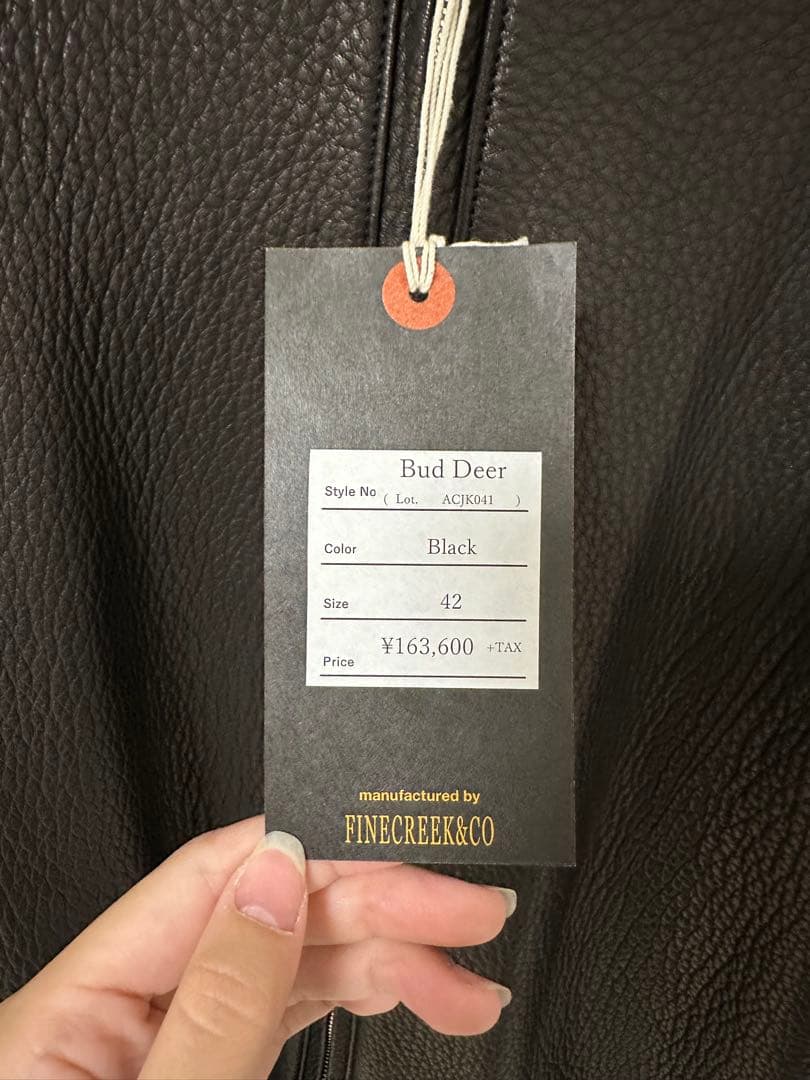 Bud Deer
Style No ( Lot. ACJK041 )
Color Black
Size 42
Price ¥163,600 +TAX
manufactured by
FINECREEK&CO